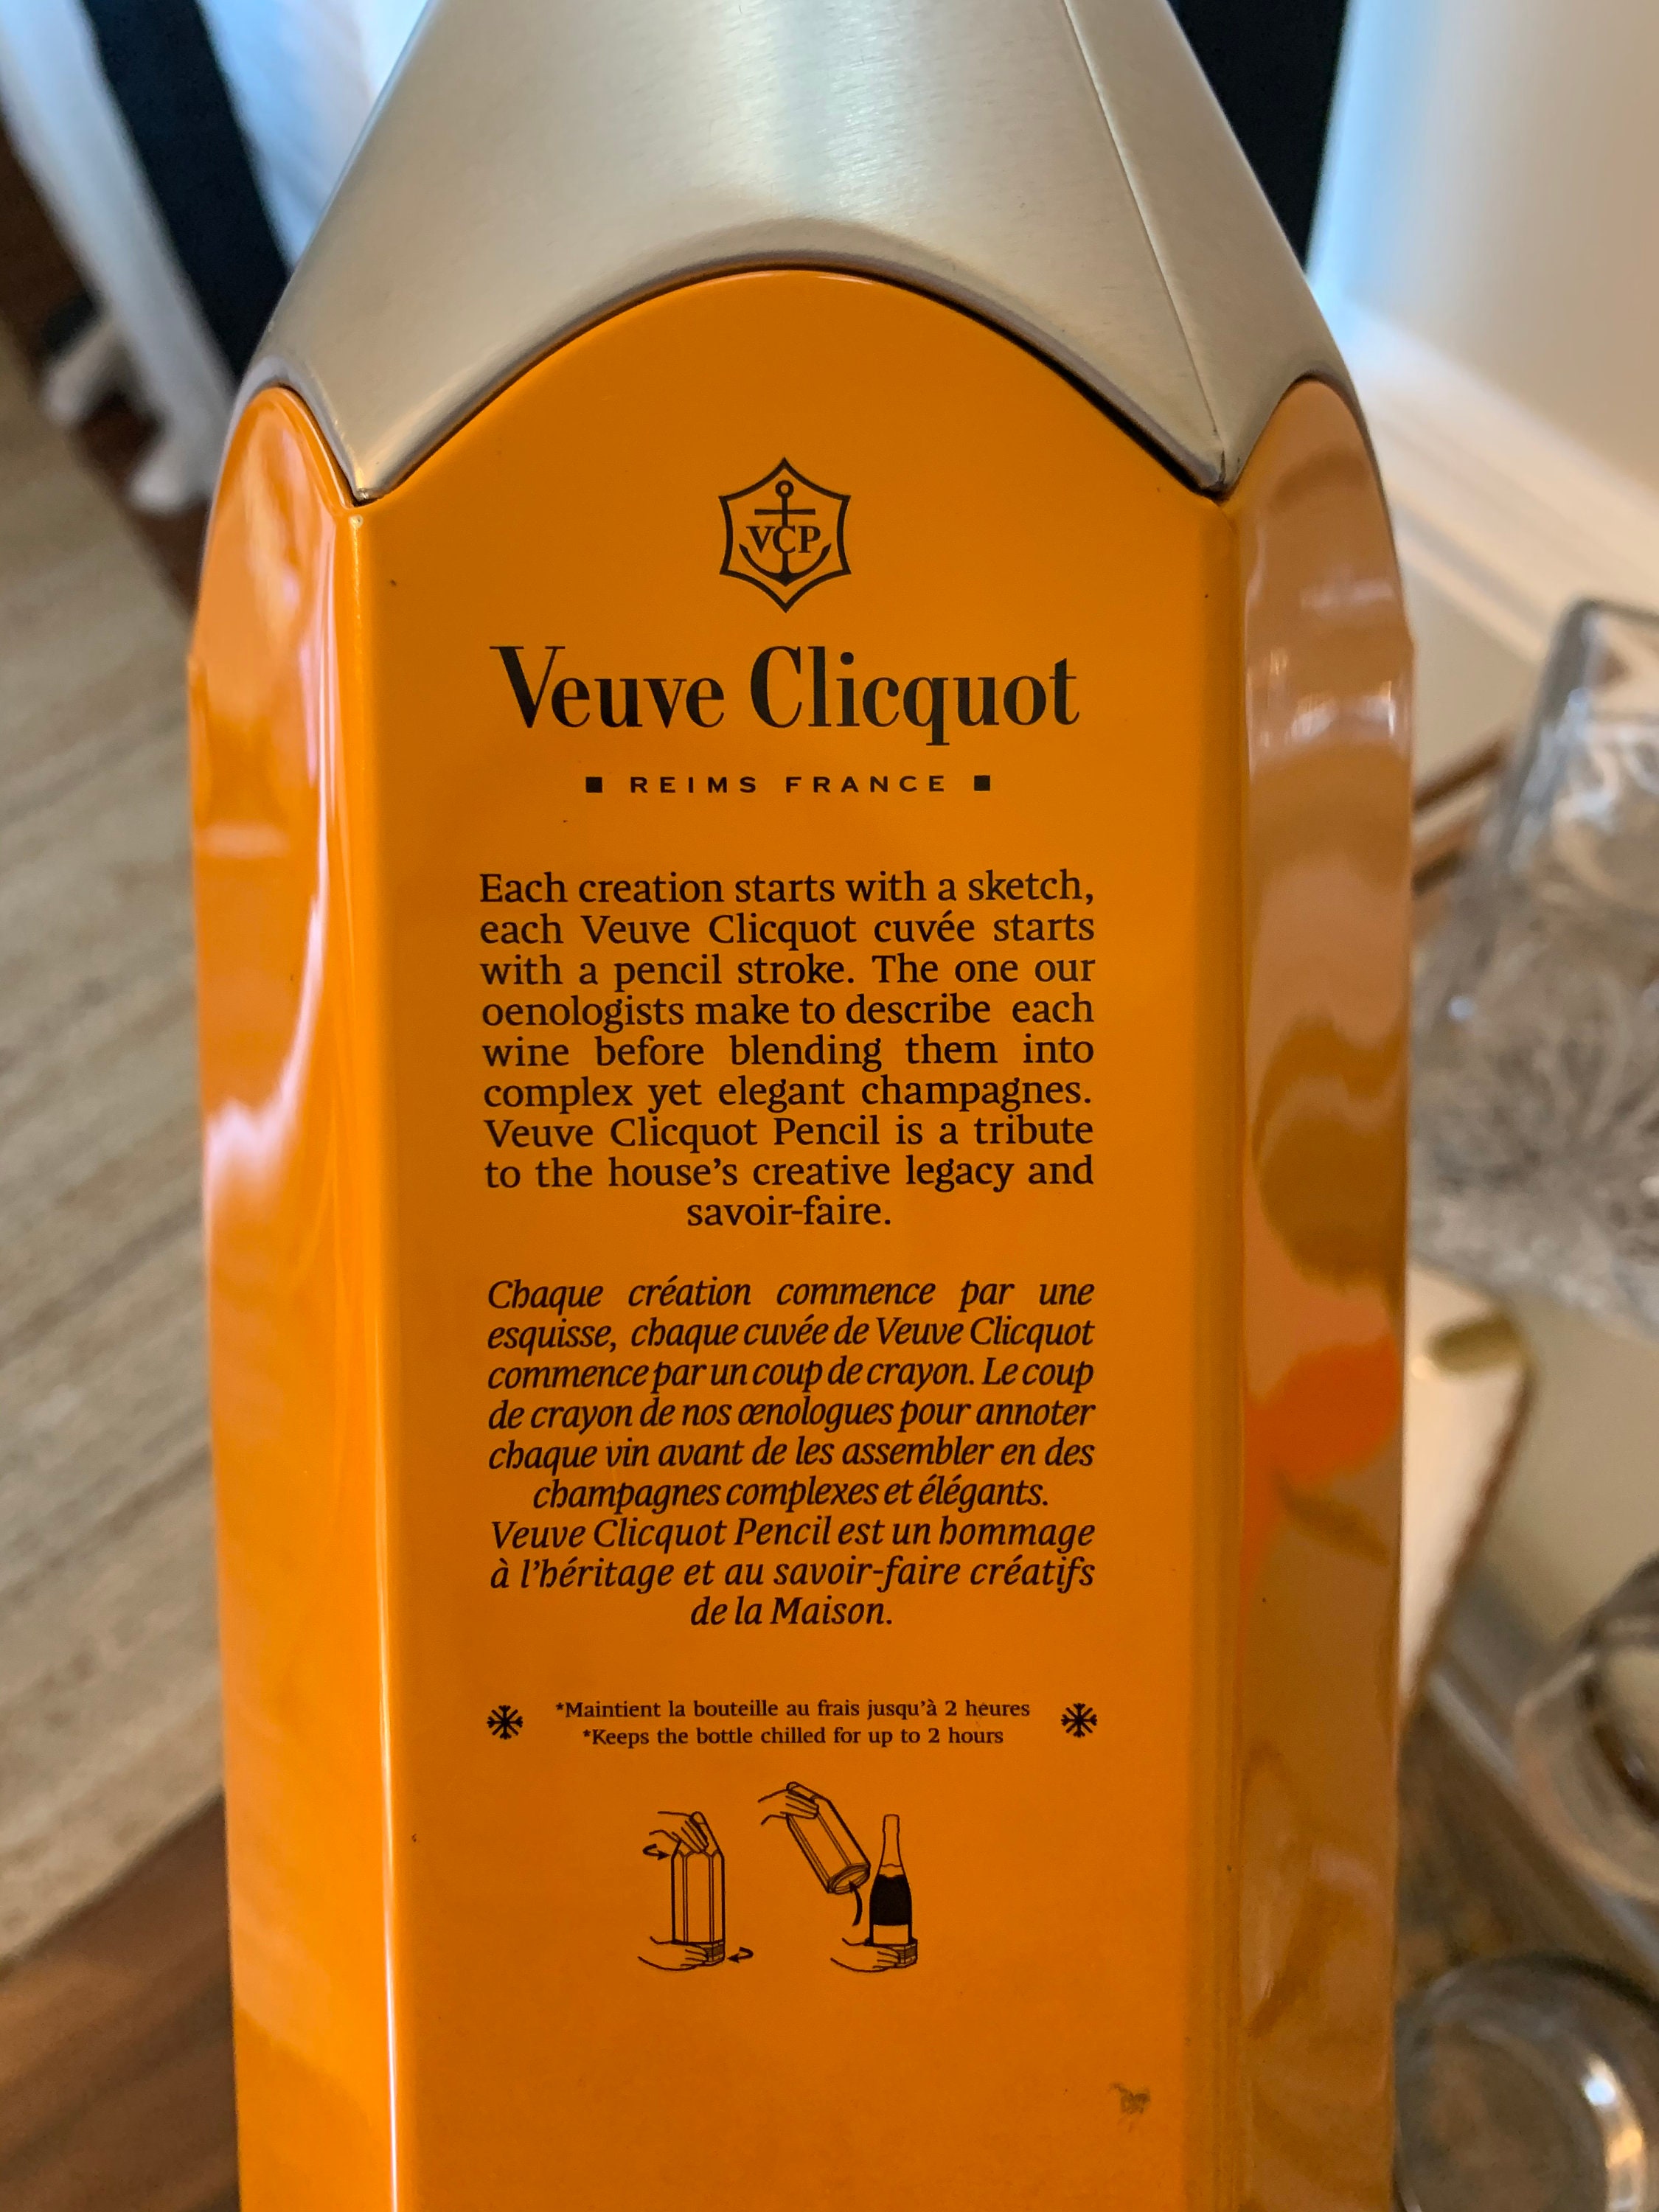 VCP
Veuve Clicquot
REIMS FRANCE
Each creation starts with a sketch,
each Veuve Clicquot cuvée starts
with a pencil stroke. The one our
oenologists make to describe each
wine before blending them into
complex yet elegant champagnes.
Veuve Clicquot Pencil is a tribute
to the house's creative legacy and
savoir-faire.
Chaque création commence par une
esquisse, chaque cuvée de Veuve Clicquot
commence par un coup de crayon. Le coup
de crayon de nos œnologues pour annoter
chaque vin avant de les assembler en des
champagnes complexes et élégants.
Veuve Clicquot Pencil est un hommage
à l'héritage et au savoir-faire créatifs
de la Maison.
*Maintient la bouteille au frais jusqu'à 2 heures
*Keeps the bottle chilled for up to 2 hours